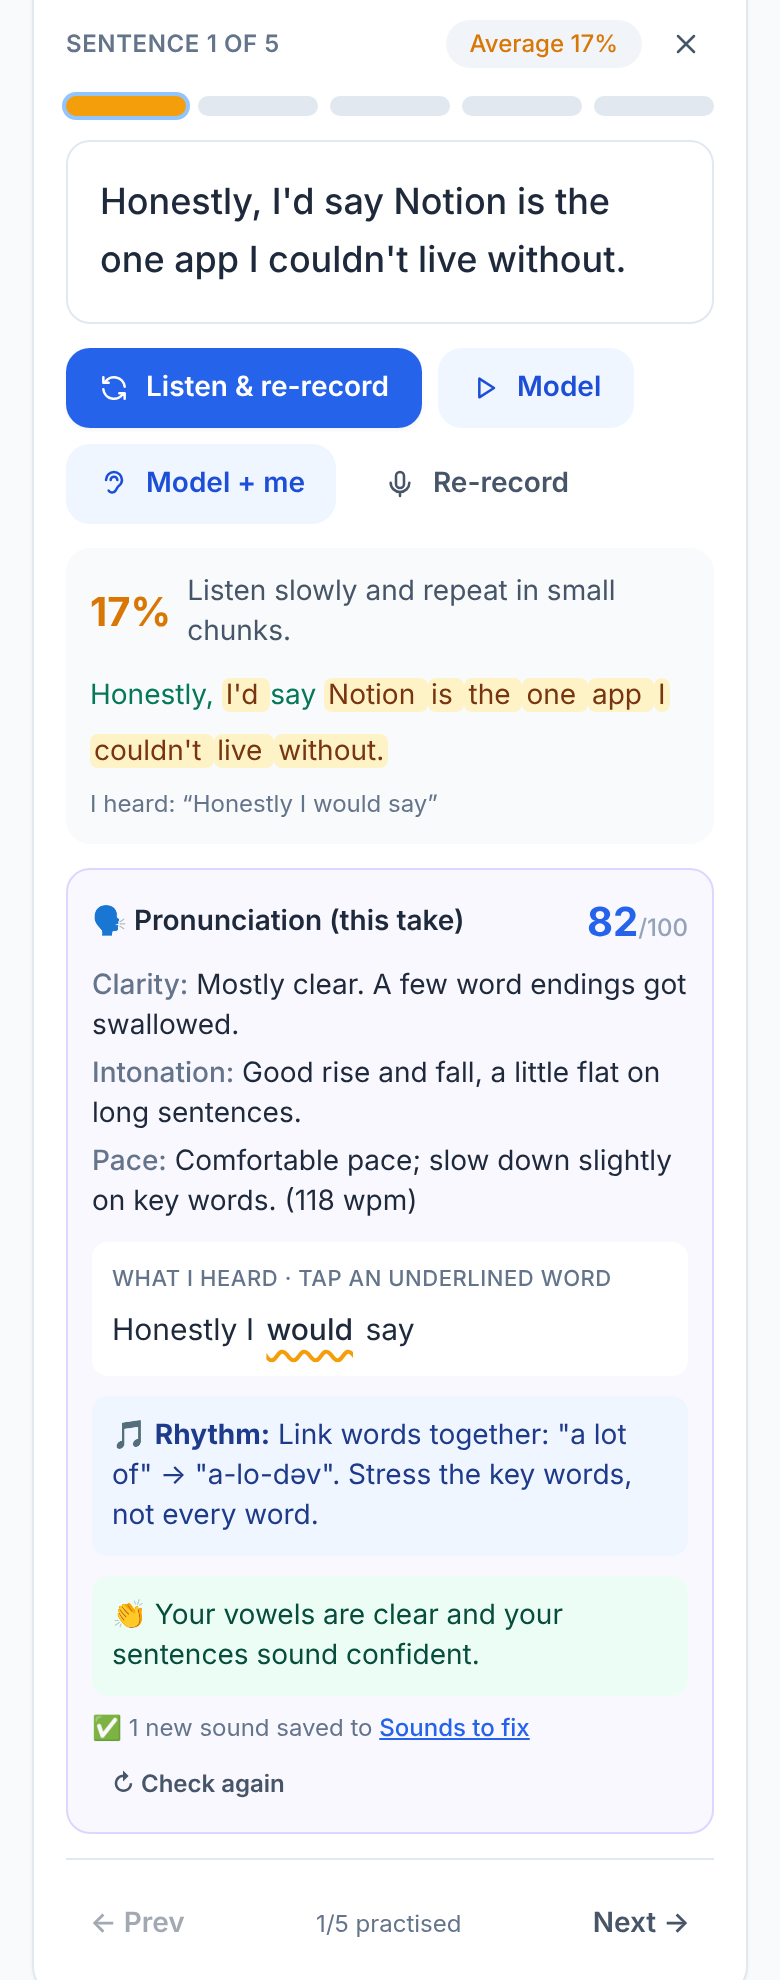 SENTENCE 1 OF 5
Average 17%
Honestly, I'd say Notion is the
one app I couldn't live without.
Listen & re-record
Model
Model + me
Re-record
17%
Listen slowly and repeat in small
chunks.
Honestly, I'd say Notion is the one app I
couldn't live without.
I heard: “Honestly I would say”
🗣️ Pronunciation (this take)
82/100
Clarity: Mostly clear. A few word endings got
swallowed.
Intonation: Good rise and fall, a little flat on
long sentences.
Pace: Comfortable pace; slow down slightly
on key words. (118 wpm)
WHAT I HEARD · TAP AN UNDERLINED WORD
Honestly I would say
🎵 Rhythm: Link words together: "a lot
of" → "a-lo-dəv". Stress the key words,
not every word.
👏 Your vowels are clear and your
sentences sound confident.
✅ 1 new sound saved to Sounds to fix
↻ Check again
← Prev
1/5 practised
Next →